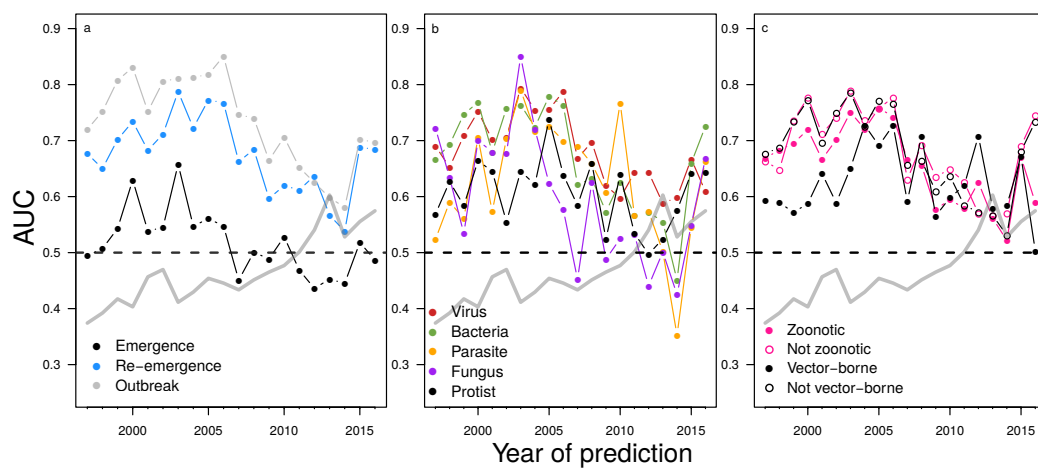 a
b
c
0.9
0.8
0.7
0.6
0.5
0.4
0.3
0.9
0.8
0.7
0.6
0.5
0.4
0.3
0.9
0.8
0.7
0.6
0.5
0.4
0.3
AUC
Emergence
Re−emergence
Outbreak
Virus
Bacteria
Parasite
Fungus
Protist
Zoonotic
Not zoonotic
Vector−borne
Not vector−borne
2000 2005 2010 2015
2000 2005 2010 2015
2000 2005 2010 2015
Year of prediction